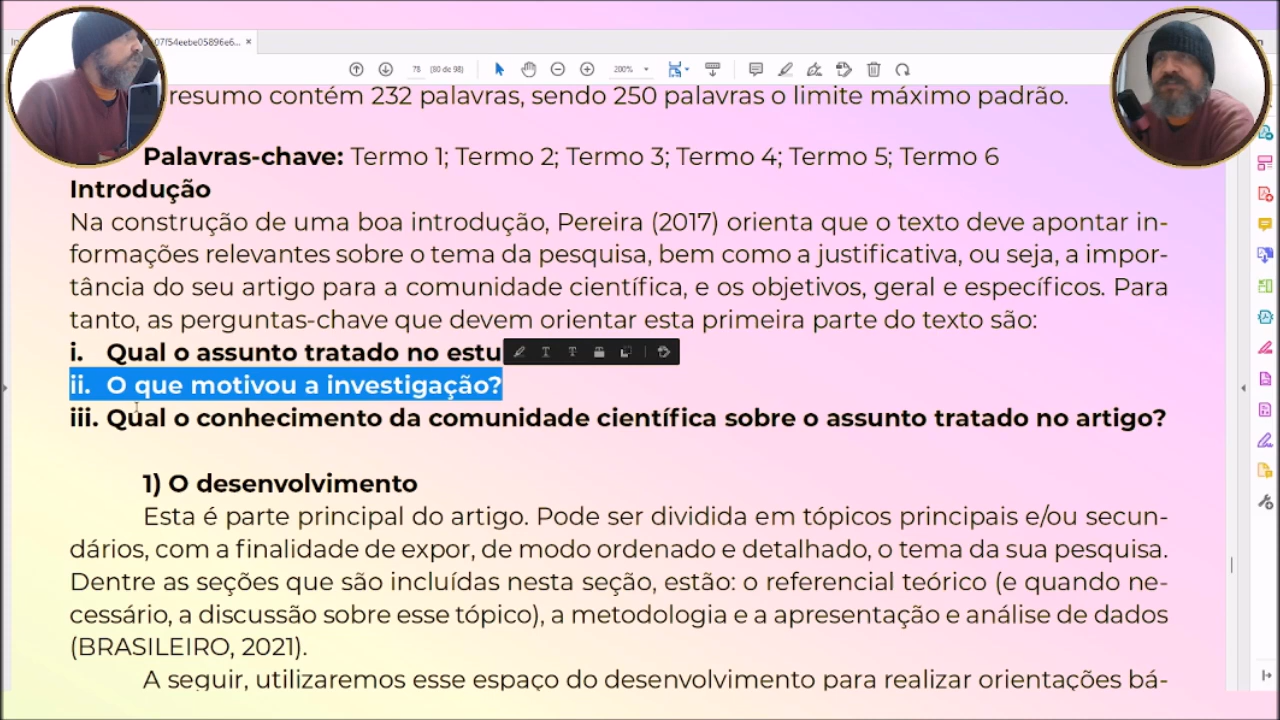 07f54eebe05896e6... ×
78 (80 de 98) 200%
resumo contém 232 palavras, sendo 250 palavras o limite máximo padrão.
Palavras-chave: Termo 1; Termo 2; Termo 3; Termo 4; Termo 5; Termo 6
Introdução
Na construção de uma boa introdução, Pereira (2017) orienta que o texto deve apontar in-
formações relevantes sobre o tema da pesquisa, bem como a justificativa, ou seja, a impor-
tância do seu artigo para a comunidade científica, e os objetivos, geral e específicos. Para
tanto, as perguntas-chave que devem orientar esta primeira parte do texto são:
i. Qual o assunto tratado no estu
ii. O que motivou a investigação?
iii. Qual o conhecimento da comunidade científica sobre o assunto tratado no artigo?
1) O desenvolvimento
Esta é parte principal do artigo. Pode ser dividida em tópicos principais e/ou secun-
dários, com a finalidade de expor, de modo ordenado e detalhado, o tema da sua pesquisa.
Dentre as seções que são incluídas nesta seção, estão: o referencial teórico (e quando ne-
cessário, a discussão sobre esse tópico), a metodologia e a apresentação e análise de dados
(BRASILEIRO, 2021).
A seguir, utilizaremos esse espaço do desenvolvimento para realizar orientações bá-